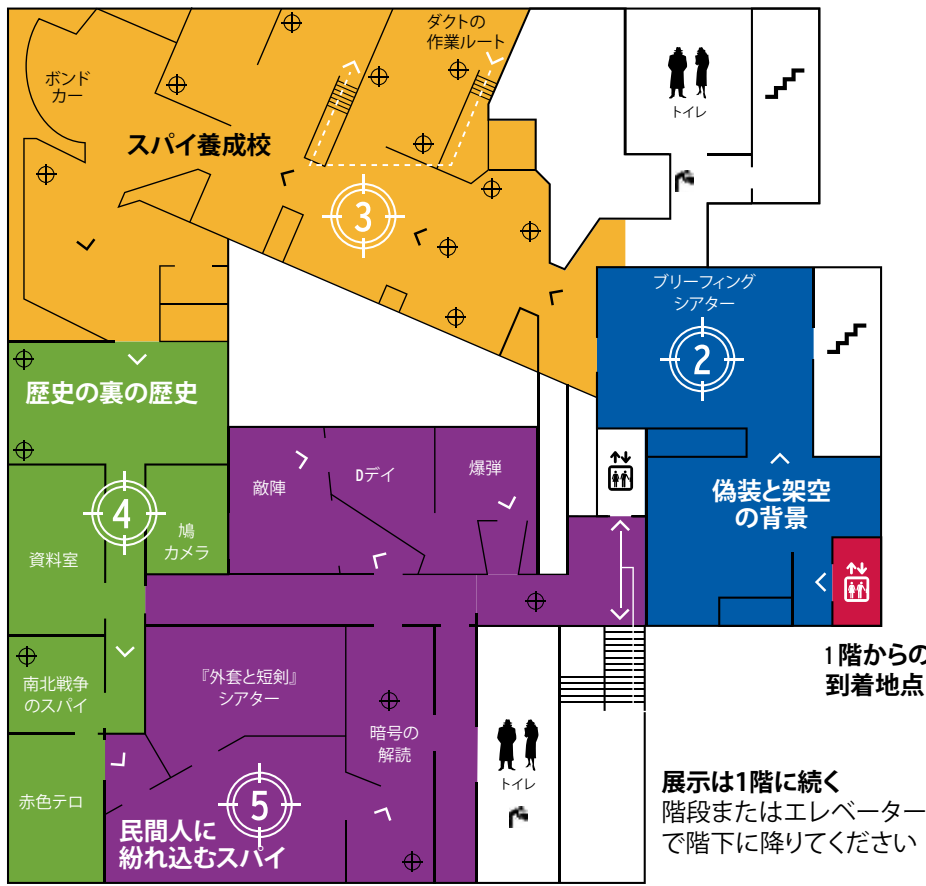 ダクトの
作業ルート
ボンド
カー
トイレ
スパイ養成校
3
ブリーフィング
シアター
2
歴史の裏の歴史
敵陣
Dデイ
爆弾
偽装と架空
の背景
4
鳩
カメラ
資料室
1階からの
到着地点
南北戦争
のスパイ
『外套と短剣』
シアター
暗号の
解読
トイレ
赤色テロ
5
民間人に
紛れ込むスパイ
展示は1階に続く
階段またはエレベーター
で階下に降りてください